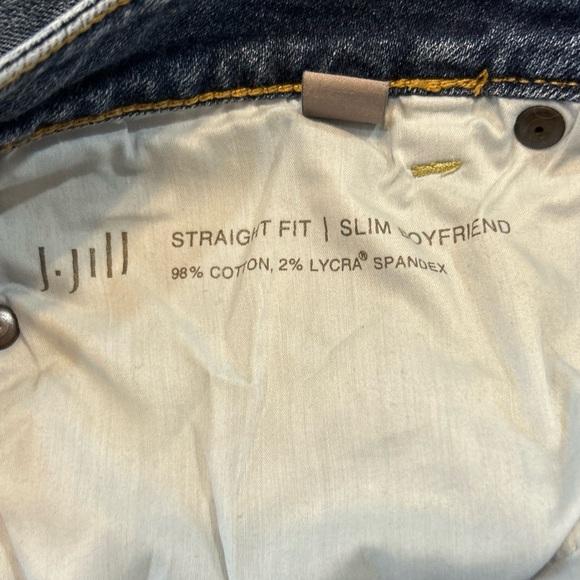 J.Jill
STRAIGHT FIT | SLIM BOYFRIEND
98% COTTON, 2% LYCRA® SPANDEX